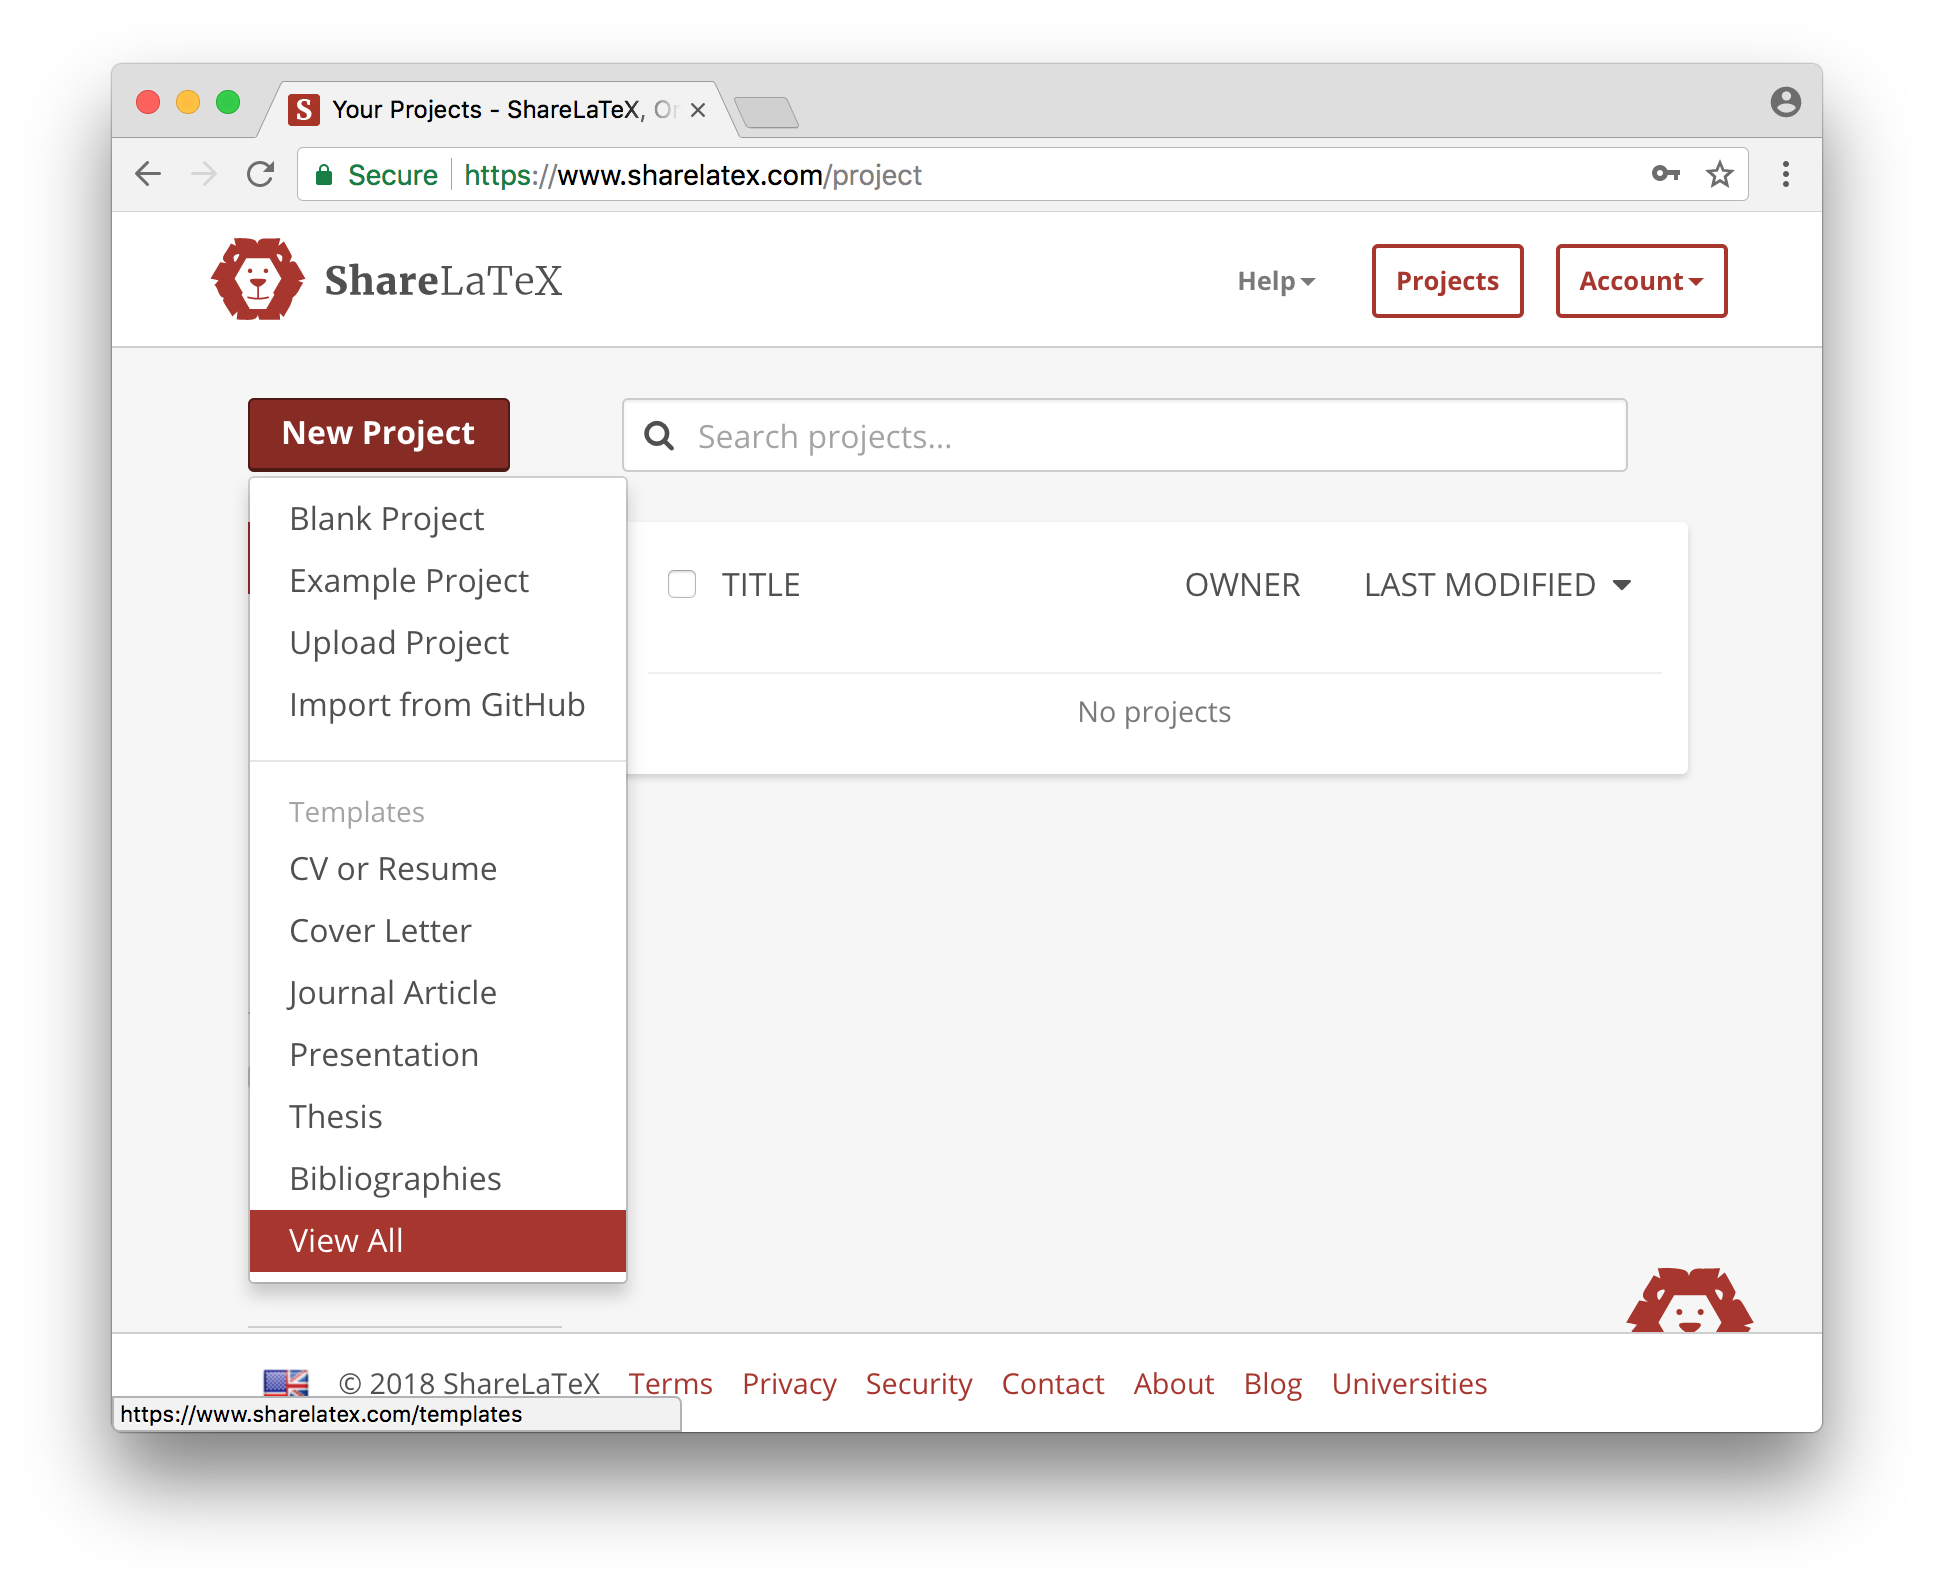 S Your Projects - ShareLaTeX, Or
Secure https://www.sharelatex.com/project
ShareLaTeX
Help
Projects
Account
New Project
Search projects...
Blank Project
Example Project
Upload Project
Import from GitHub
TITLE OWNER LAST MODIFIED
No projects
Templates
CV or Resume
Cover Letter
Journal Article
Presentation
Thesis
Bibliographies
View All
© 2018 ShareLaTeX Terms Privacy Security Contact About Blog Universities
https://www.sharelatex.com/templates